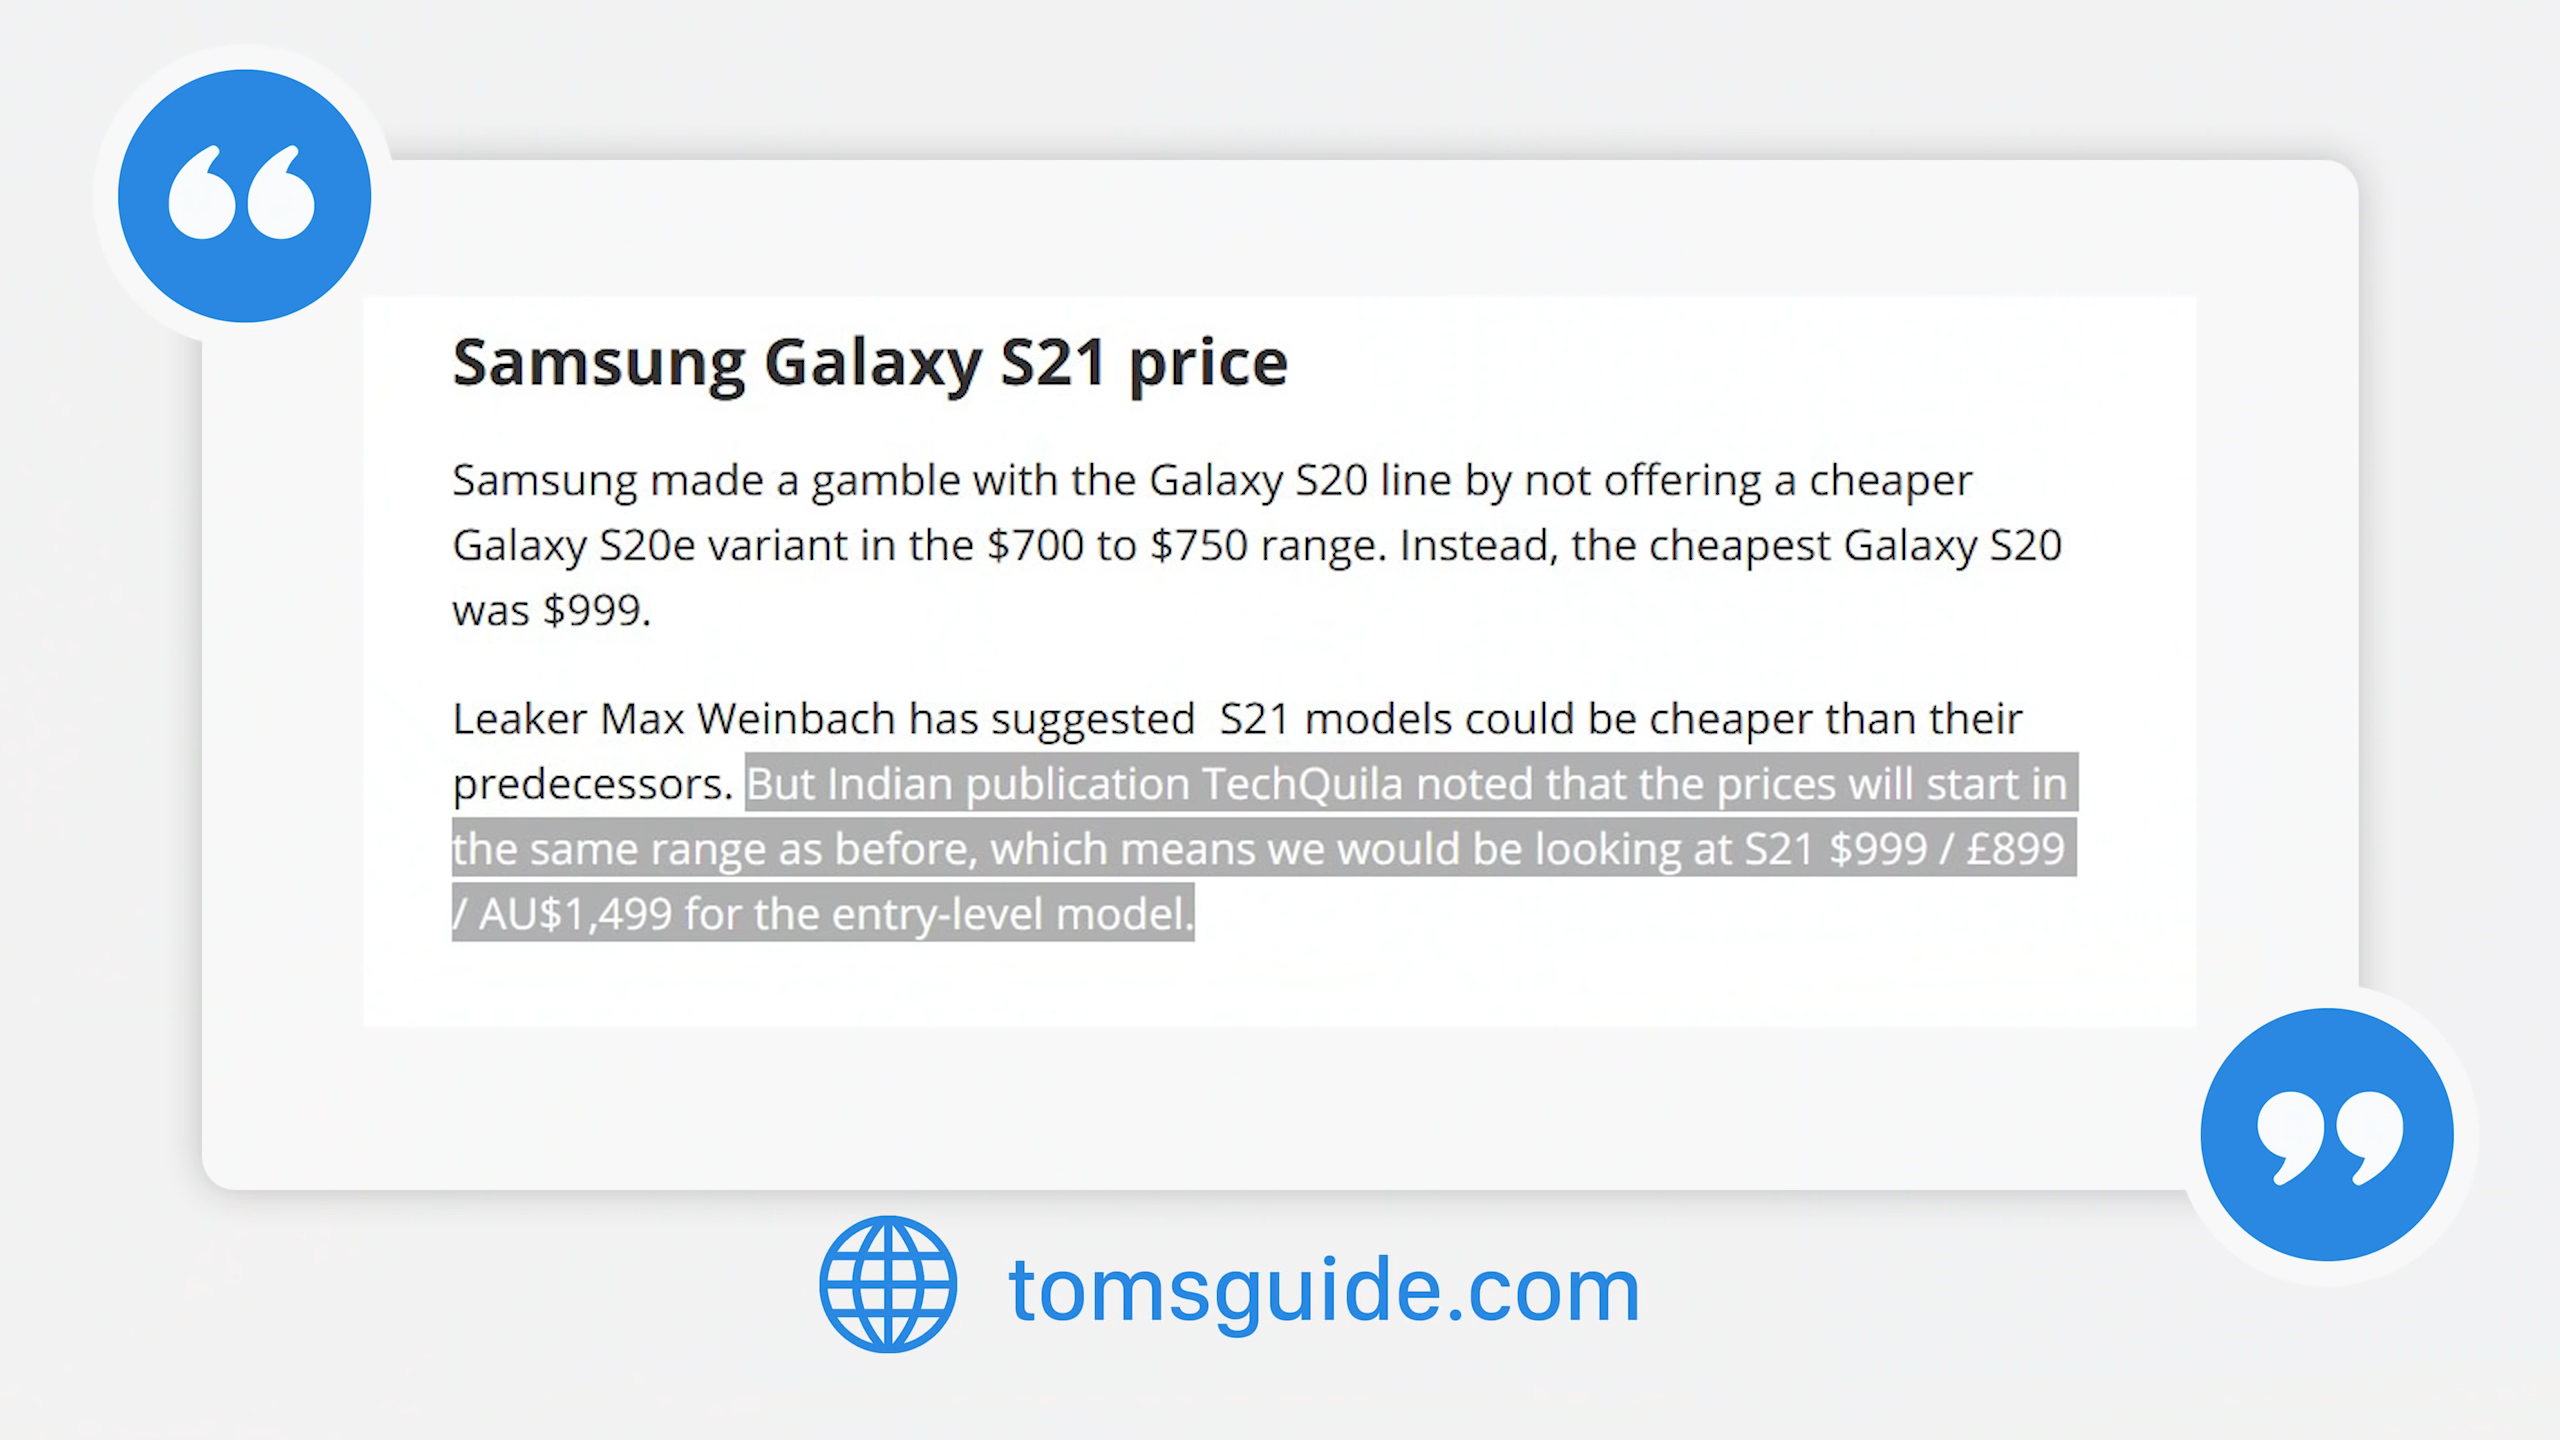 Samsung Galaxy S21 price
Samsung made a gamble with the Galaxy S20 line by not offering a cheaper
Galaxy S20e variant in the $700 to $750 range. Instead, the cheapest Galaxy S20
was $999.
Leaker Max Weinbach has suggested  S21 models could be cheaper than their
predecessors. But Indian publication TechQuila noted that the prices will start in
the same range as before, which means we would be looking at S21 $999 / £899
/ AU$1,499 for the entry-level model.
tomsguide.com